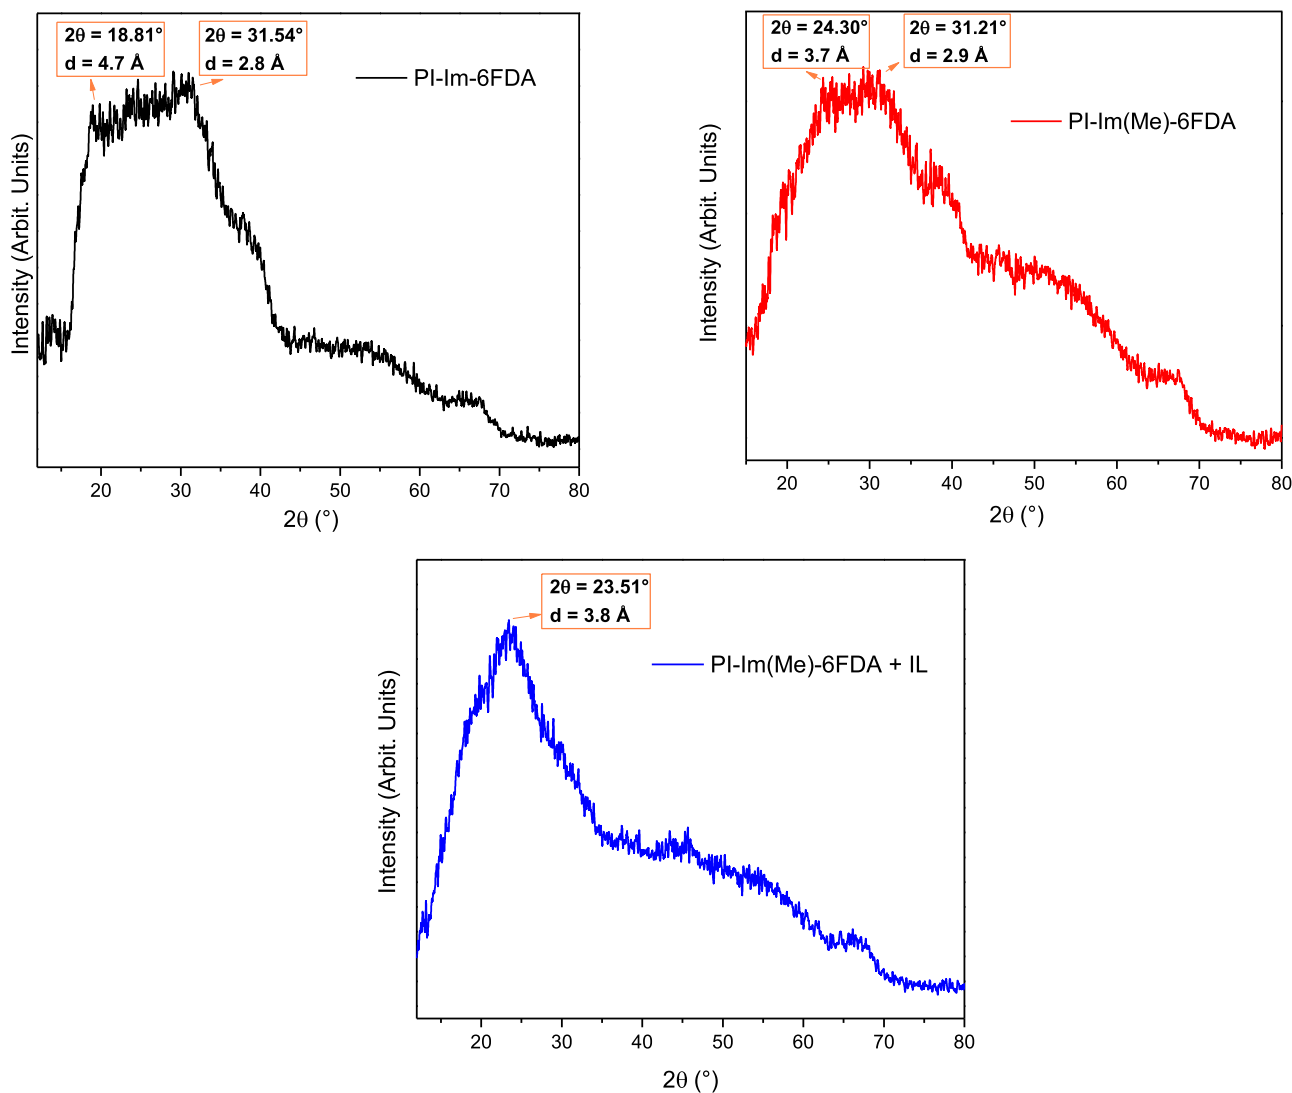 2θ = 18.81°
d = 4.7 Å
2θ = 31.54°
d = 2.8 Å
PI-Im-6FDA
Intensity (Arbit. Units)
20 30 40 50 60 70 80
2θ (°)
2θ = 24.30°
d = 3.7 Å
2θ = 31.21°
d = 2.9 Å
PI-Im(Me)-6FDA
Intensity (Arbit. Units)
20 30 40 50 60 70 80
2θ (°)
2θ = 23.51°
d = 3.8 Å
PI-Im(Me)-6FDA + IL
Intensity (Arbit. Units)
20 30 40 50 60 70 80
2θ (°)